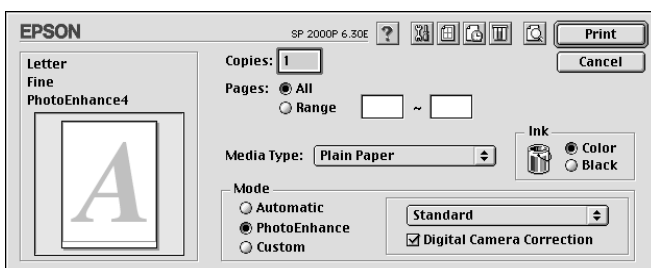 EPSON
SP 2000P 6.30E
?
Print
Letter
Fine
PhotoEnhance4
A
Copies: 1
Cancel
Pages: All
Range ~
Media Type: Plain Paper
Ink
Color
Black
Mode
Automatic
PhotoEnhance
Custom
Standard
Digital Camera Correction